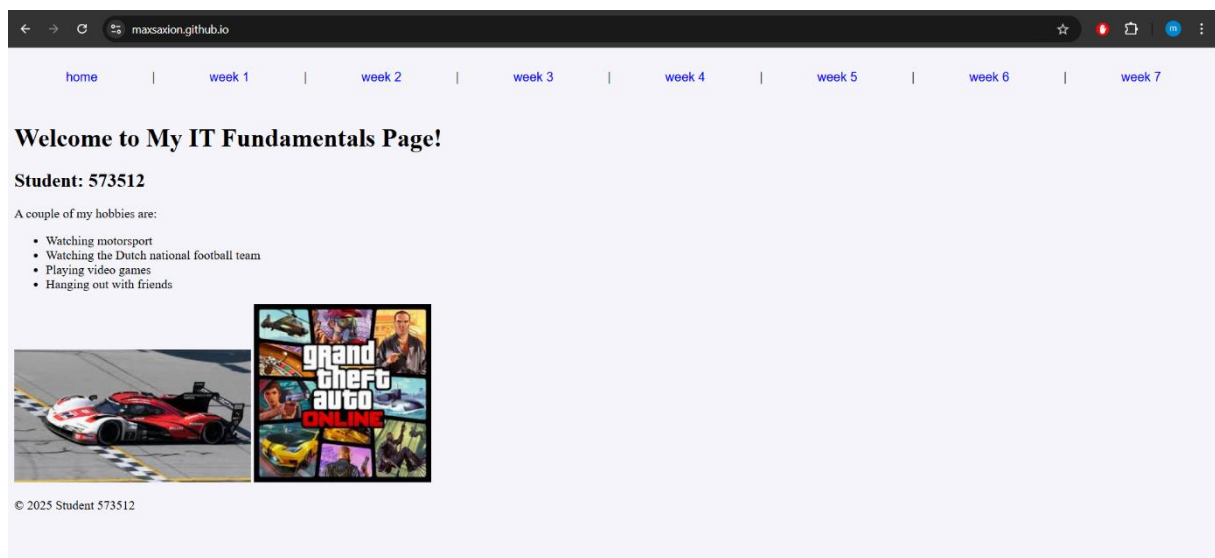 maxsaxion.github.io
m
home | week 1 | week 2 | week 3 | week 4 | week 5 | week 6 | week 7
Welcome to My IT Fundamentals Page!
Student: 573512
A couple of my hobbies are:
• Watching motorsport
• Watching the Dutch national football team
• Playing video games
• Hanging out with friends
grand
theft
auto
ONLINE
© 2025 Student 573512